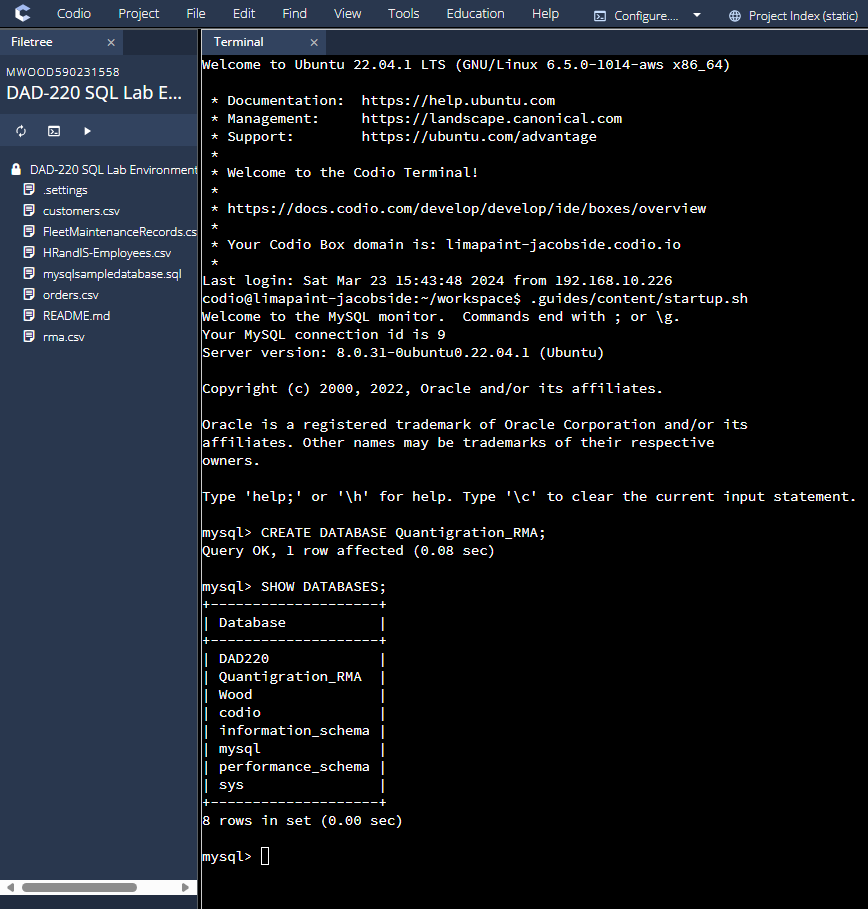 Codio Project File Edit Find View Tools Education Help Configure.... Project Index (static)
Filetree ×
MWOOD590231558
DAD-220 SQL Lab E...
DAD-220 SQL Lab Environment
.settings
customers.csv
FleetMaintenanceRecords.cs
HRandIS-Employees.csv
mysqlsampledatabase.sql
orders.csv
README.md
rma.csv
Terminal ×
Welcome to Ubuntu 22.04.1 LTS (GNU/Linux 6.5.0-1014-aws x86_64)
* Documentation: https://help.ubuntu.com
* Management: https://landscape.canonical.com
* Support: https://ubuntu.com/advantage
*
* Welcome to the Codio Terminal!
*
* https://docs.codio.com/develop/develop/ide/boxes/overview
*
* Your Codio Box domain is: limapaint-jacobside.codio.io
*
Last login: Sat Mar 23 15:43:48 2024 from 192.168.10.226
codio@limapaint-jacobside:~/workspace$ .guides/content/startup.sh
Welcome to the MySQL monitor. Commands end with ; or \g.
Your MySQL connection id is 9
Server version: 8.0.31-0ubuntu0.22.04.1 (Ubuntu)
Copyright (c) 2000, 2022, Oracle and/or its affiliates.
Oracle is a registered trademark of Oracle Corporation and/or its
affiliates. Other names may be trademarks of their respective
owners.
Type 'help;' or '\h' for help. Type '\c' to clear the current input statement.
mysql> CREATE DATABASE Quantigration_RMA;
Query OK, 1 row affected (0.08 sec)
mysql> SHOW DATABASES;
+--------------------+
| Database |
+--------------------+
| DAD220 |
| Quantigration_RMA |
| Wood |
| codio |
| information_schema |
| mysql |
| performance_schema |
| sys |
+--------------------+
8 rows in set (0.00 sec)
mysql>